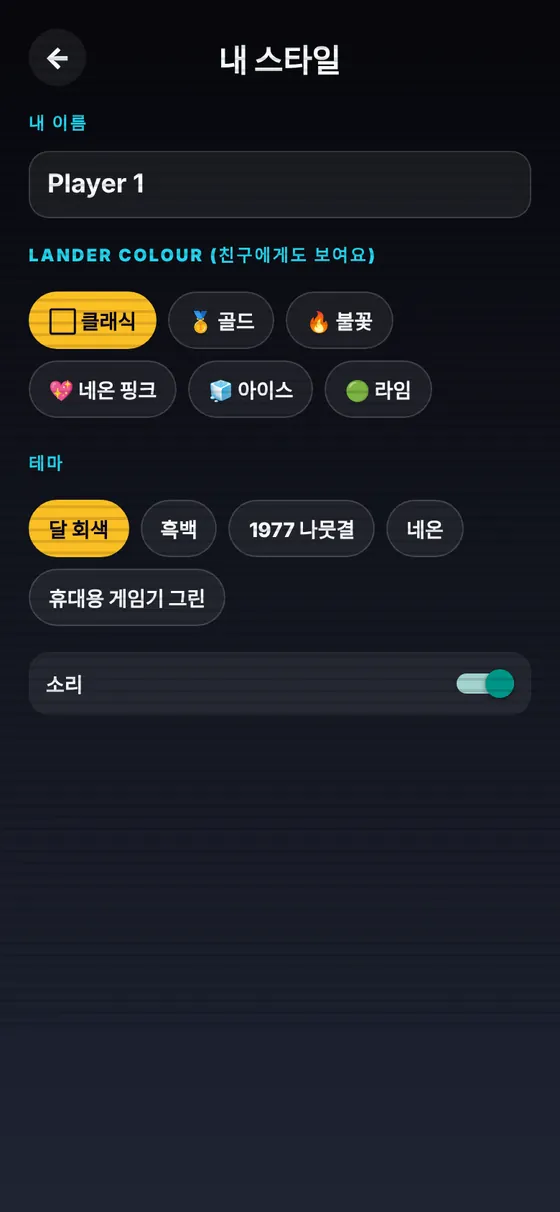 내 스타일
내 이름
Player 1
LANDER COLOUR (친구에게도 보여요)
클래식 골드 불꽃
네온 핑크 아이스 라임
테마
달 회색 흑백 1977 나뭇결 네온
휴대용 게임기 그린
소리